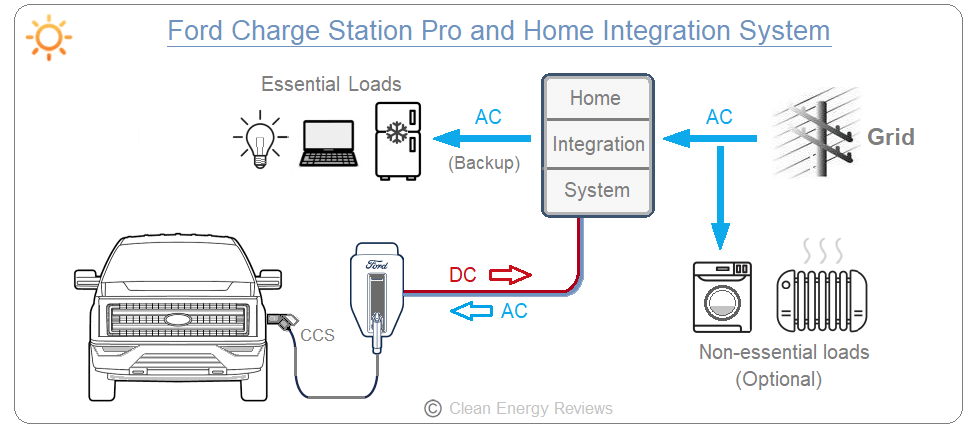 Ford Charge Station Pro and Home Integration System
Essential Loads
AC
(Backup)
Home
Integration
System
AC
Grid
Ford
DC
AC
CCS
Non-essential loads
(Optional)
© Clean Energy Reviews